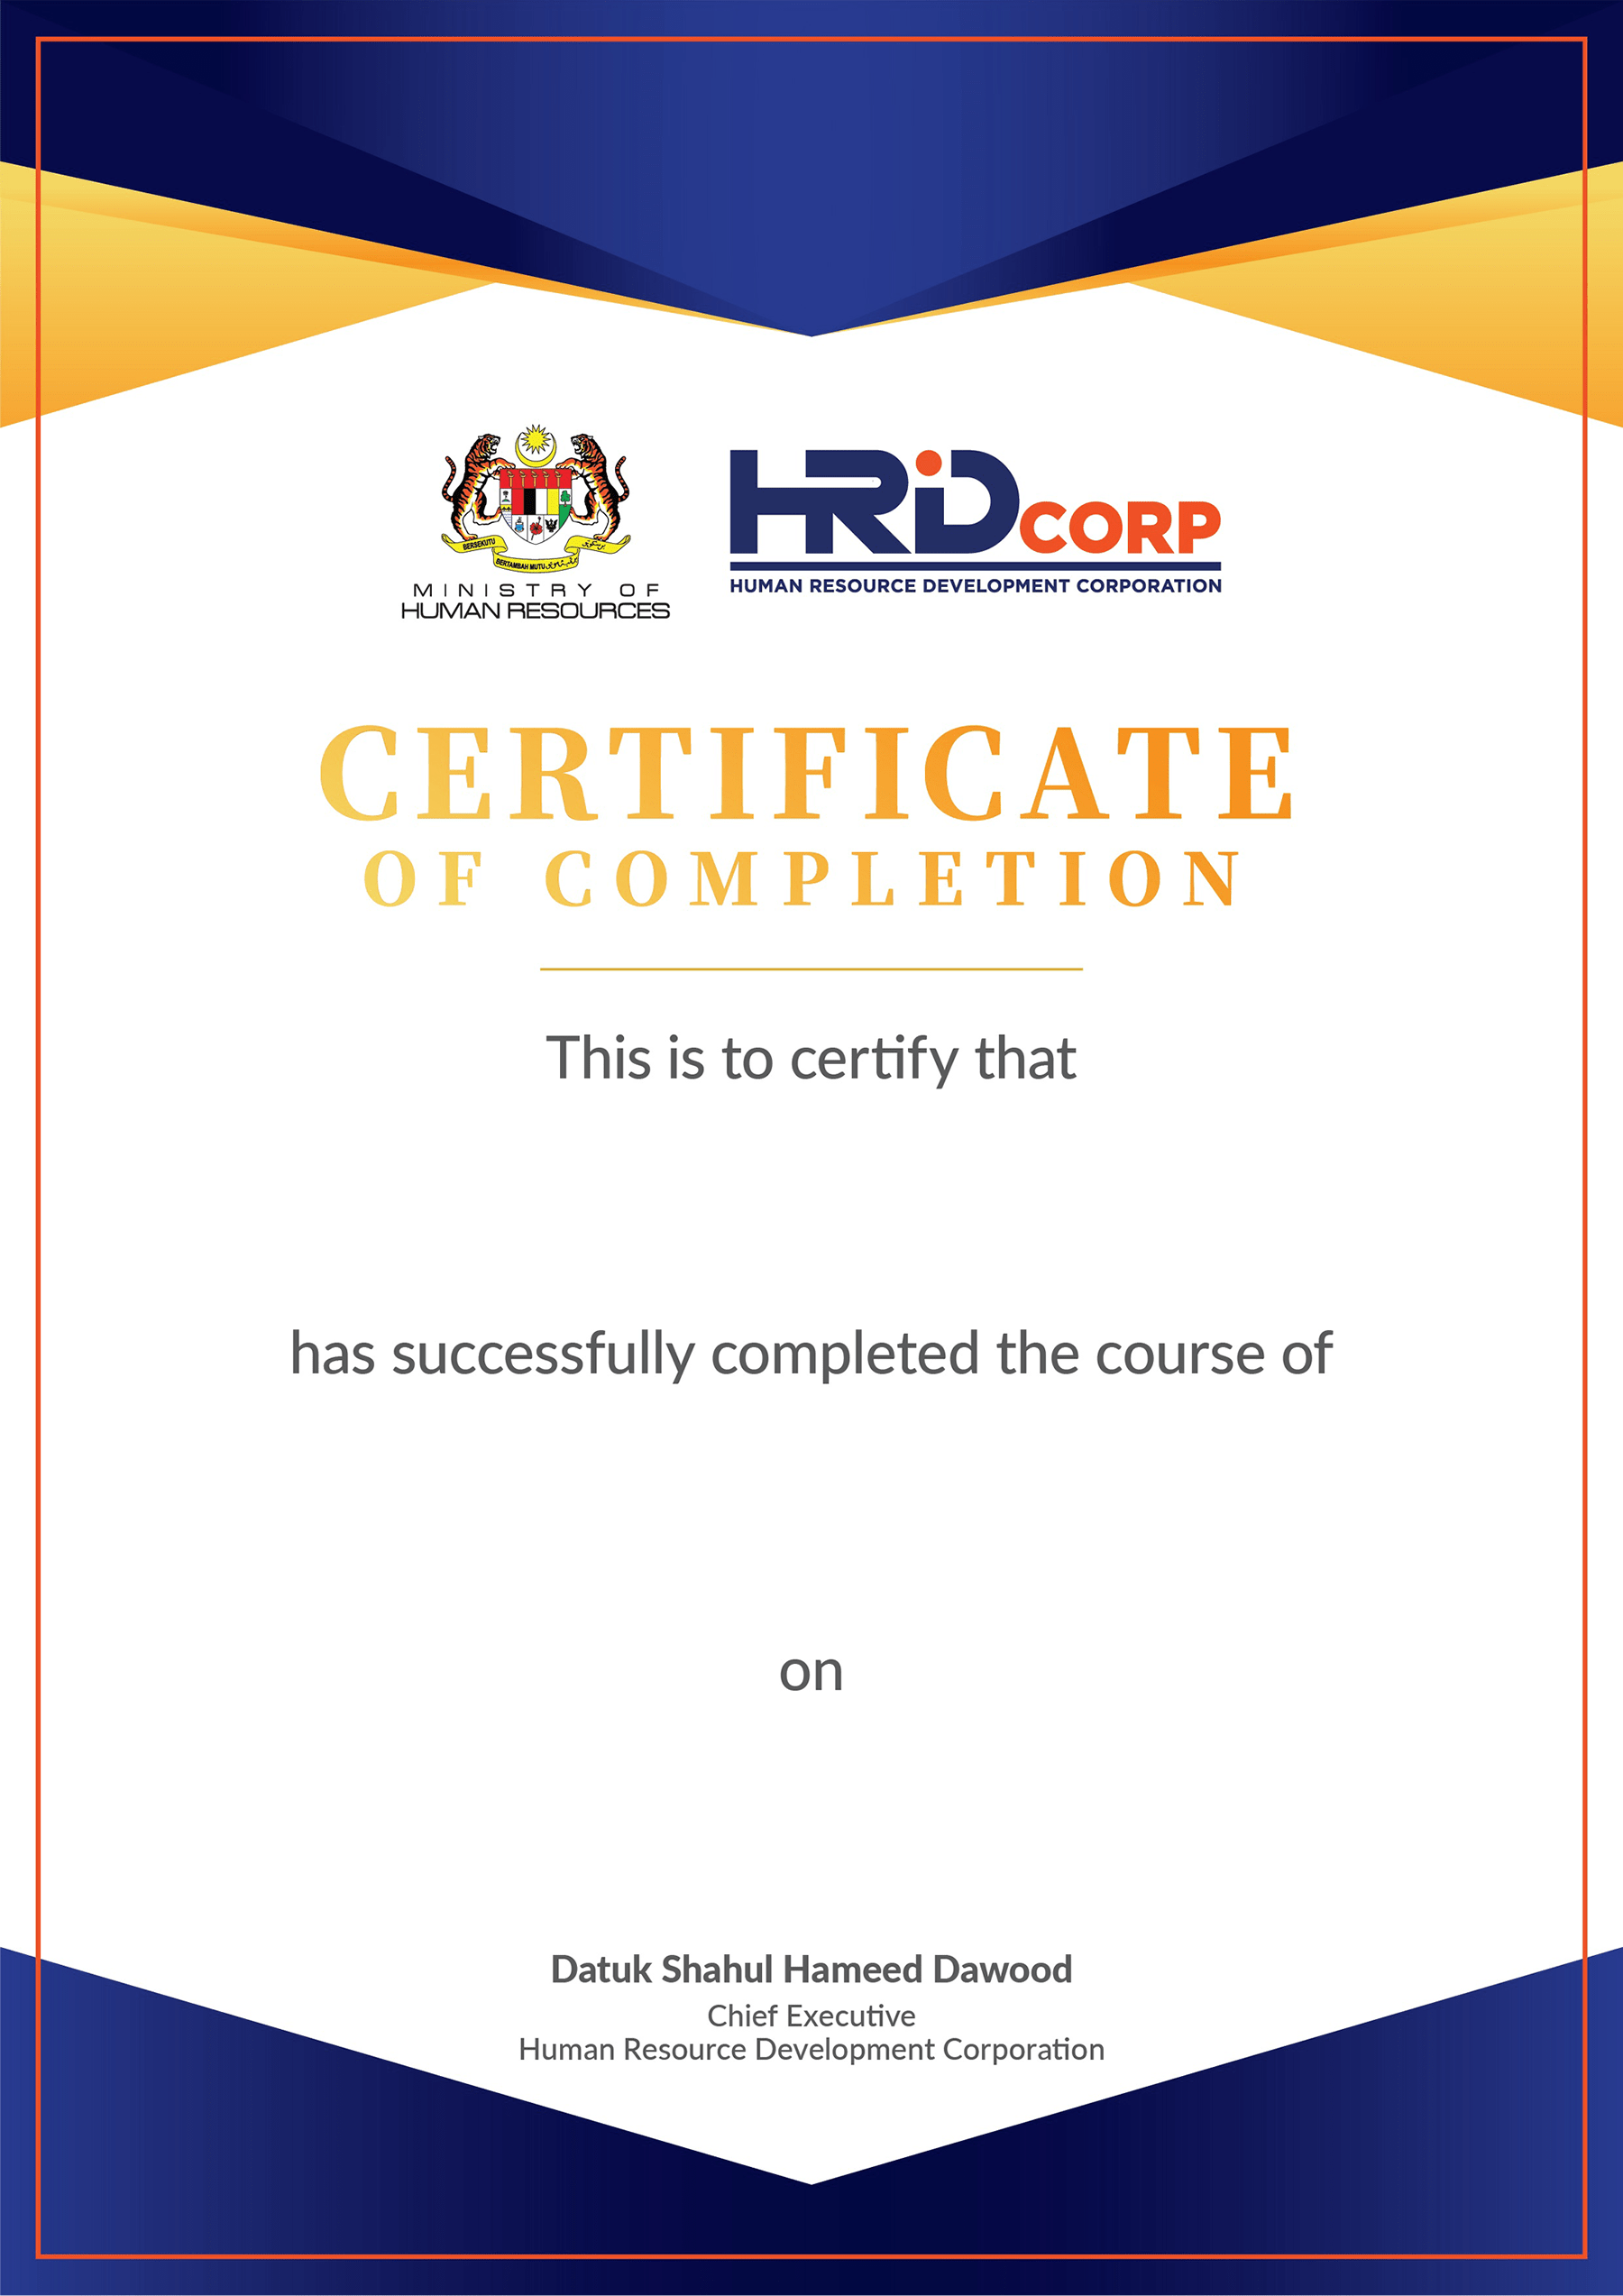 BERSEKUTU
BERTAMBAH MUTU
MINISTRY OF
HUMAN RESOURCES
HRD CORP
HUMAN RESOURCE DEVELOPMENT CORPORATION
CERTIFICATE
OF COMPLETION
This is to certify that
has successfully completed the course of
on
Datuk Shahul Hameed Dawood
Chief Executive
Human Resource Development Corporation